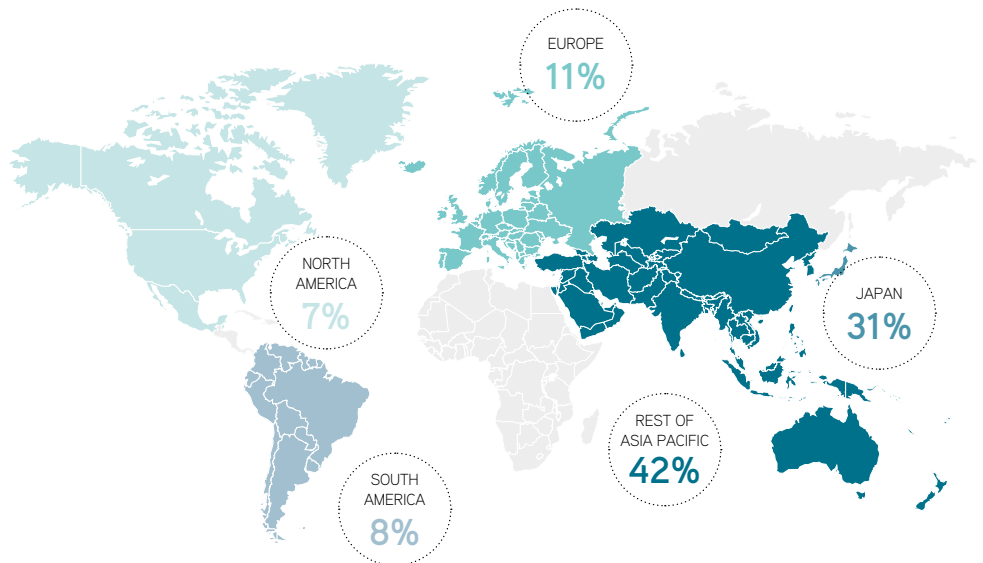 EUROPE
11%
NORTH
AMERICA
7%
JAPAN
31%
REST OF
ASIA PACIFIC
42%
SOUTH
AMERICA
8%